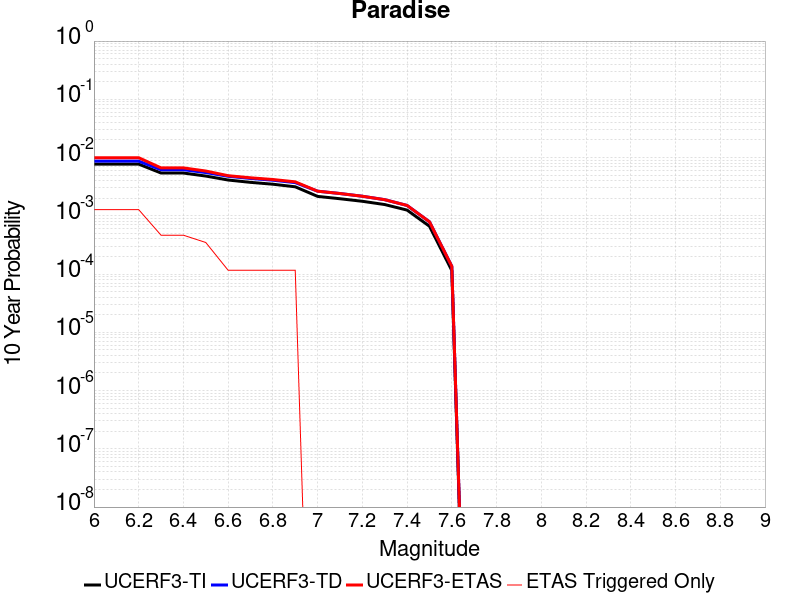 Paradise
10 Year Probability
10^0
10^-1
10^-2
10^-3
10^-4
10^-5
10^-6
10^-7
10^-8
6 6.2 6.4 6.6 6.8 7 7.2 7.4 7.6 7.8 8 8.2 8.4 8.6 8.8 9
Magnitude
UCERF3-TI UCERF3-TD UCERF3-ETAS ETAS Triggered Only